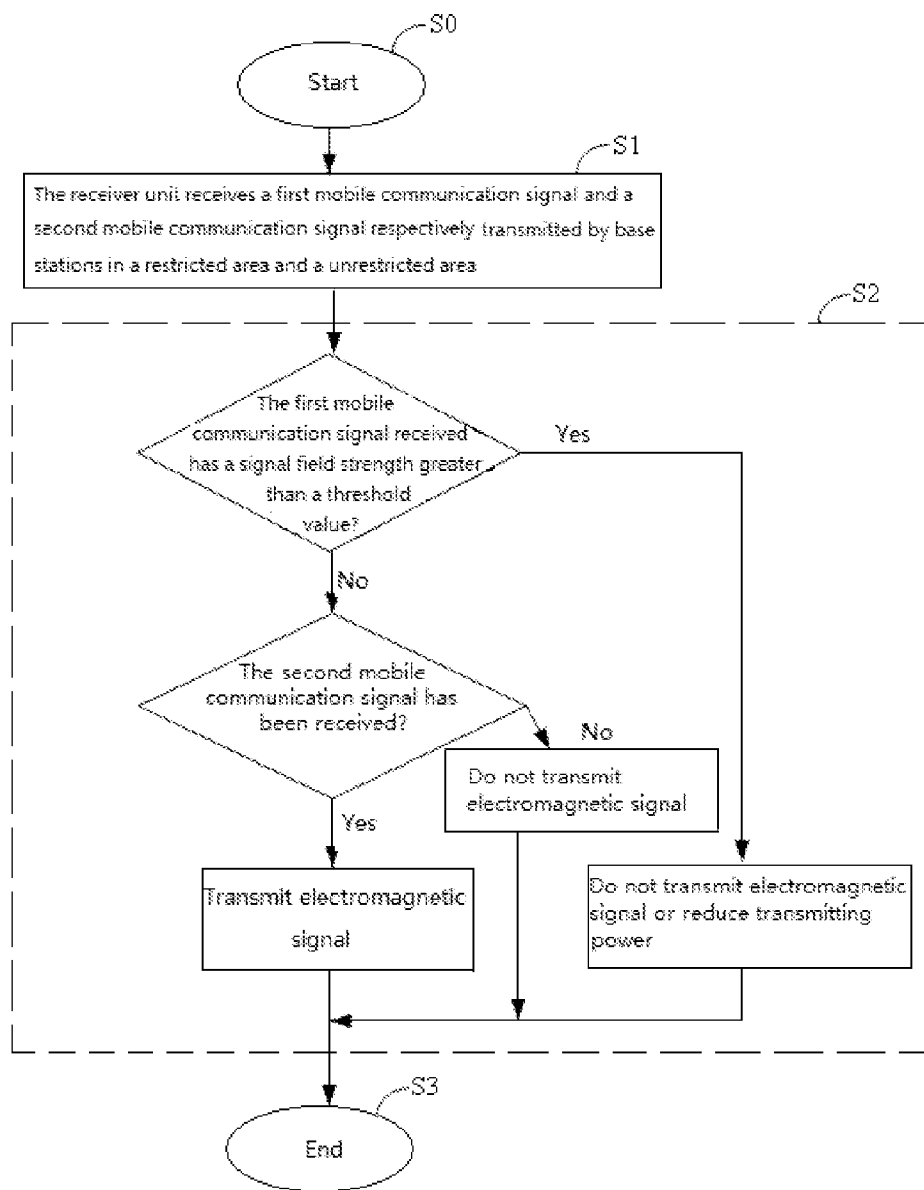 S0
Start
S1
The receiver unit receives a first mobile communication signal and a
second mobile communication signal respectively transmitted by base
stations in a restricted area and a unrestricted area
S2
The first mobile
communication signal received
has a signal field strength greater
than a threshold
value?
Yes
No
The second mobile
communication signal has
been received?
No
Do not transmit
electromagnetic signal
Yes
Transmit electromagnetic
signal
Do not transmit electromagnetic
signal or reduce transmitting
power
S3
End